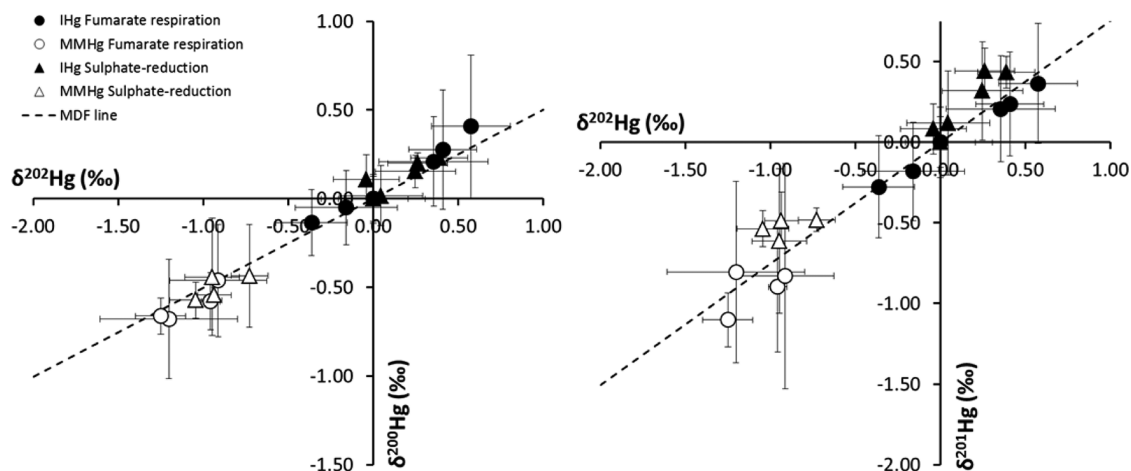 IHg Fumarate respiration
MMHg Fumarate respiration
IHg Sulphate-reduction
MMHg Sulphate-reduction
MDF line
1.00
0.50
0.00
-0.50
-1.00
-1.50
-2.00 -1.50 -1.00 -0.50 0.00 0.50 1.00
δ²⁰²Hg (‰)
δ²⁰⁰Hg (‰)
0.50
0.00
-0.50
-1.00
-1.50
-2.00
-2.00 -1.50 -1.00 -0.50 0.00 0.50 1.00
δ²⁰²Hg (‰)
δ²⁰¹Hg (‰)